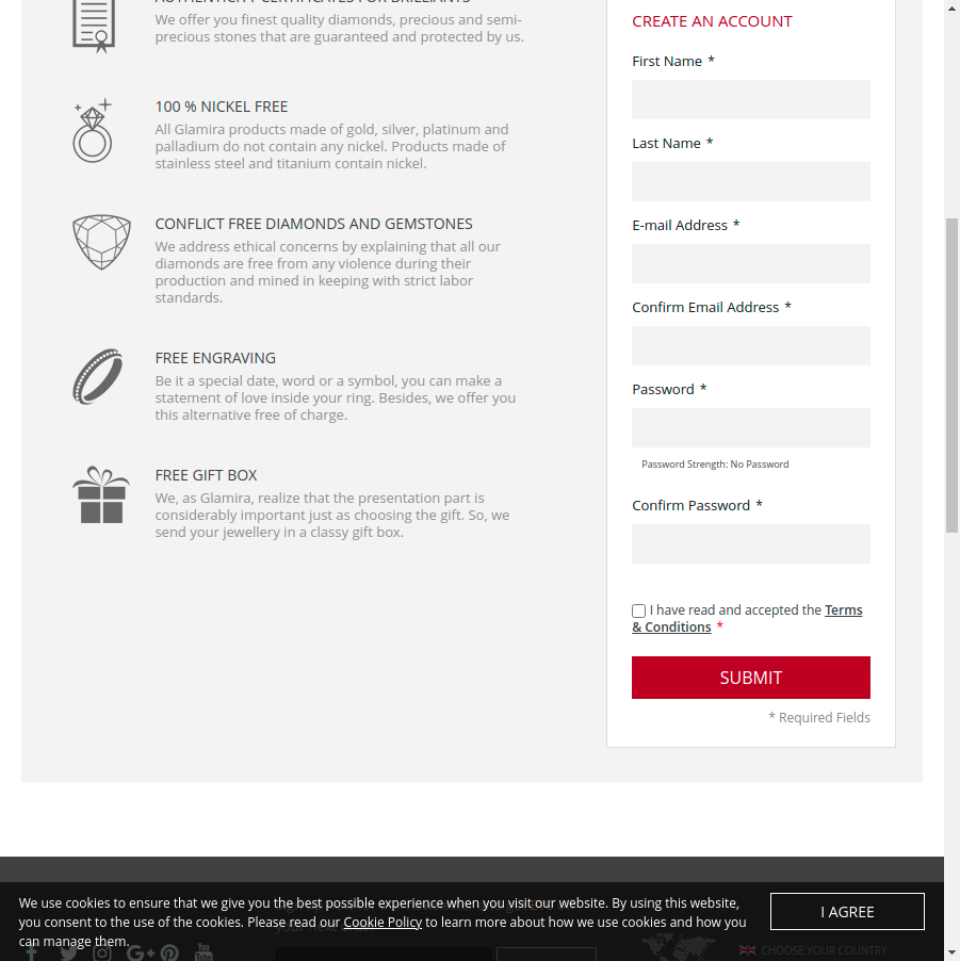 AUTHENTICITY CERTIFICATES FOR BRILLIANTS
We offer you finest quality diamonds, precious and semi-
precious stones that are guaranteed and protected by us.
100 % NICKEL FREE
All Glamira products made of gold, silver, platinum and
palladium do not contain any nickel. Products made of
stainless steel and titanium contain nickel.
CONFLICT FREE DIAMONDS AND GEMSTONES
We address ethical concerns by explaining that all our
diamonds are free from any violence during their
production and mined in keeping with strict labor
standards.
FREE ENGRAVING
Be it a special date, word or a symbol, you can make a
statement of love inside your ring. Besides, we offer you
this alternative free of charge.
FREE GIFT BOX
We, as Glamira, realize that the presentation part is
considerably important just as choosing the gift. So, we
send your jewellery in a classy gift box.
CREATE AN ACCOUNT
First Name *
Last Name *
E-mail Address *
Confirm Email Address *
Password *
Password Strength: No Password
Confirm Password *
I have read and accepted the Terms
& Conditions *
SUBMIT
* Required Fields
We use cookies to ensure that we give you the best possible experience when you visit our website. By using this website,
you consent to the use of the cookies. Please read our Cookie Policy to learn more about how we use cookies and how you
can manage them.
I AGREE
CHOOSE YOUR COUNTRY